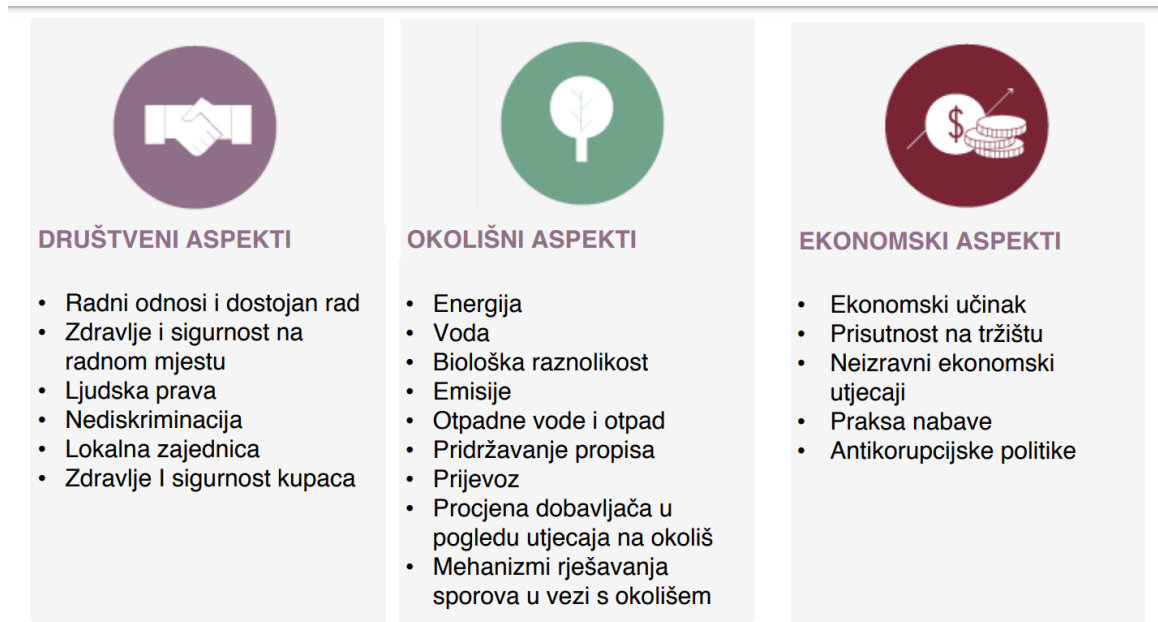 DRUŠTVENI ASPEKTI
• Radni odnosi i dostojan rad
• Zdravlje i sigurnost na
radnom mjestu
• Ljudska prava
• Nediskriminacija
• Lokalna zajednica
• Zdravlje I sigurnost kupaca
OKOLIŠNI ASPEKTI
• Energija
• Voda
• Biološka raznolikost
• Emisije
• Otpadne vode i otpad
• Pridržavanje propisa
• Prijevoz
• Procjena dobavljača u
pogledu utjecaja na okoliš
• Mehanizmi rješavanja
sporova u vezi s okolišem
$
EKONOMSKI ASPEKTI
• Ekonomski učinak
• Prisutnost na tržištu
• Neizravni ekonomski
utjecaji
• Praksa nabave
• Antikorupcijske politike